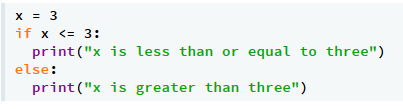 x = 3
if x <= 3:
  print("x is less than or equal to three")
else:
  print("x is greater than three")